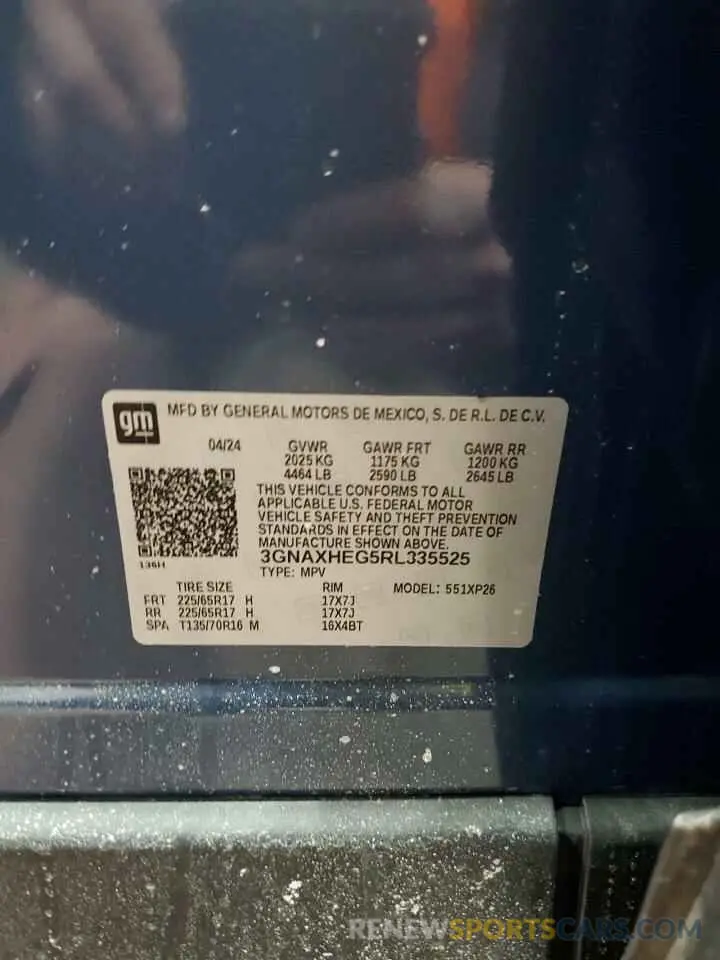 gm
MFD BY GENERAL MOTORS DE MEXICO, S. DE R.L. DE C.V.
04/24 GVWR GAWR FRT GAWR RR
2025 KG 1175 KG 1200 KG
4464 LB 2590 LB 2645 LB
THIS VEHICLE CONFORMS TO ALL
APPLICABLE U.S. FEDERAL MOTOR
VEHICLE SAFETY AND THEFT PREVENTION
STANDARDS IN EFFECT ON THE DATE OF
MANUFACTURE SHOWN ABOVE.
3GNAXHEG5RL335525
136H
TYPE: MPV
TIRE SIZE RIM MODEL: 551XP26
FRT 225/65R17 H 17X7J
RR 225/65R17 H 17X7J
SPA T135/70R16 M 16X4BT
RENEWSPORTSCARS.COM